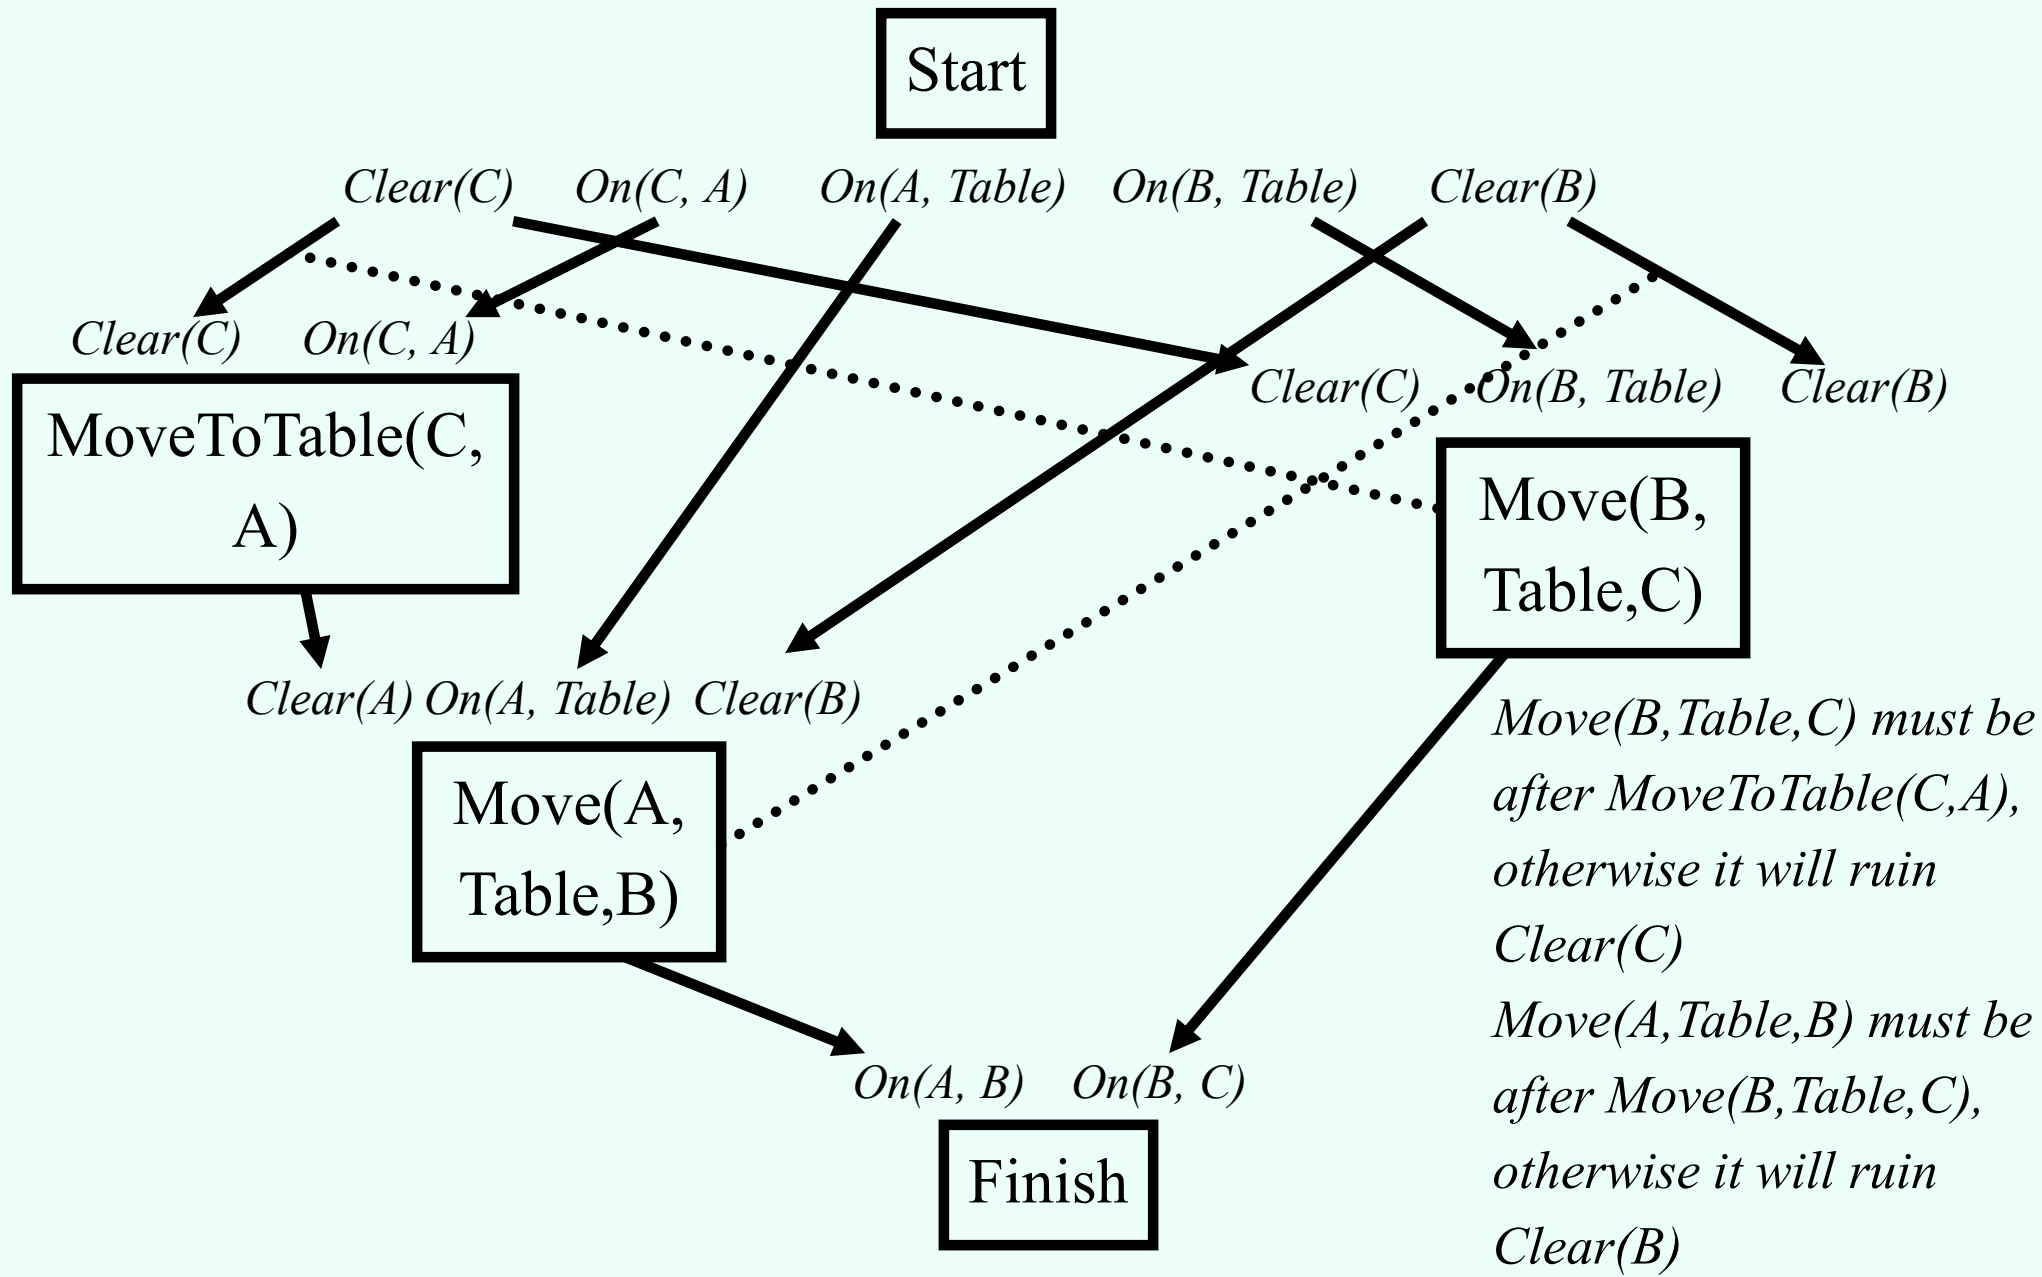 Start
Clear(C) On(C, A) On(A, Table) On(B, Table) Clear(B)
Clear(C) On(C, A)
Clear(C) On(B, Table) Clear(B)
MoveToTable(C,
A)
Move(B,
Table,C)
Clear(A) On(A, Table) Clear(B)
Move(A,
Table,B)
Move(B,Table,C) must be
after MoveToTable(C,A),
otherwise it will ruin
Clear(C)
Move(A,Table,B) must be
after Move(B,Table,C),
otherwise it will ruin
Clear(B)
On(A, B) On(B, C)
Finish